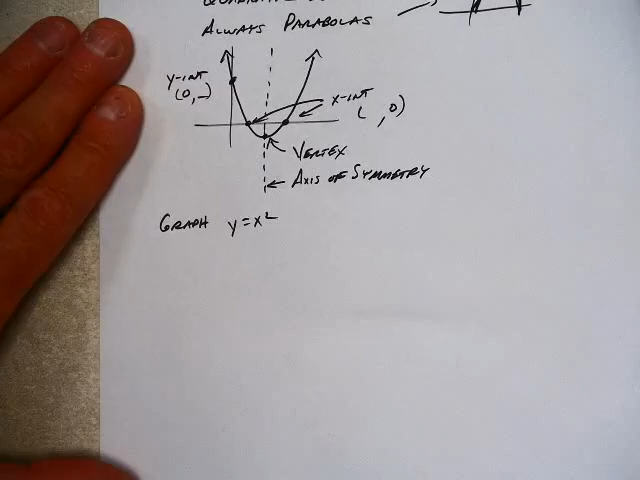 ALWAYS PARABOLAS
Y-INT
(0, _)
X-INT
( , 0)
VERTEX
AXIS OF SYMMETRY
GRAPH y = x²